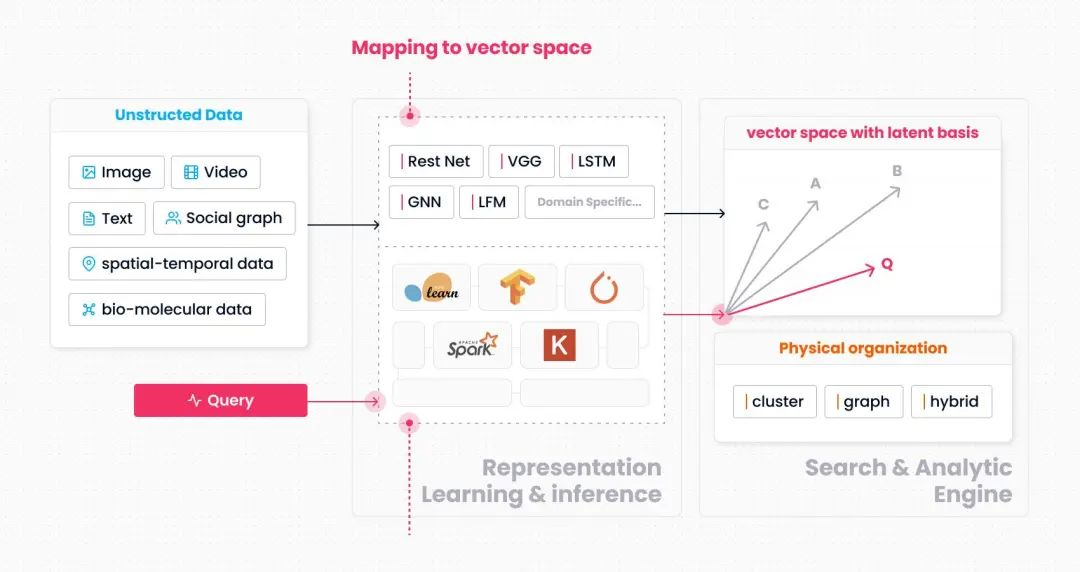 Mapping to vector space
Unstructed Data
Image
Video
Text
Social graph
spatial-temporal data
bio-molecular data
Query
Rest Net
VGG
LSTM
GNN
LFM
Domain Specific...
learn
APACHE
Spark
K
Representation
Learning & inference
vector space with latent basis
C
A
B
Q
Physical organization
cluster
graph
hybrid
Search & Analytic
Engine